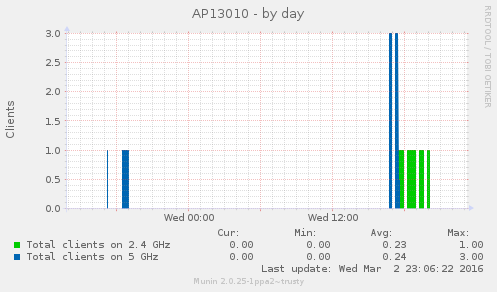 AP13010 - by day
RRDTOOL / TOBI OETIKER
Clients
3.0
2.5
2.0
1.5
1.0
0.5
0.0
Wed 00:00 Wed 12:00
Cur: Min: Avg: Max:
Total clients on 2.4 GHz 0.00 0.00 0.23 1.00
Total clients on 5 GHz 0.00 0.00 0.24 3.00
Last update: Wed Mar 2 23:06:22 2016
Munin 2.0.25-1ppa2~trusty